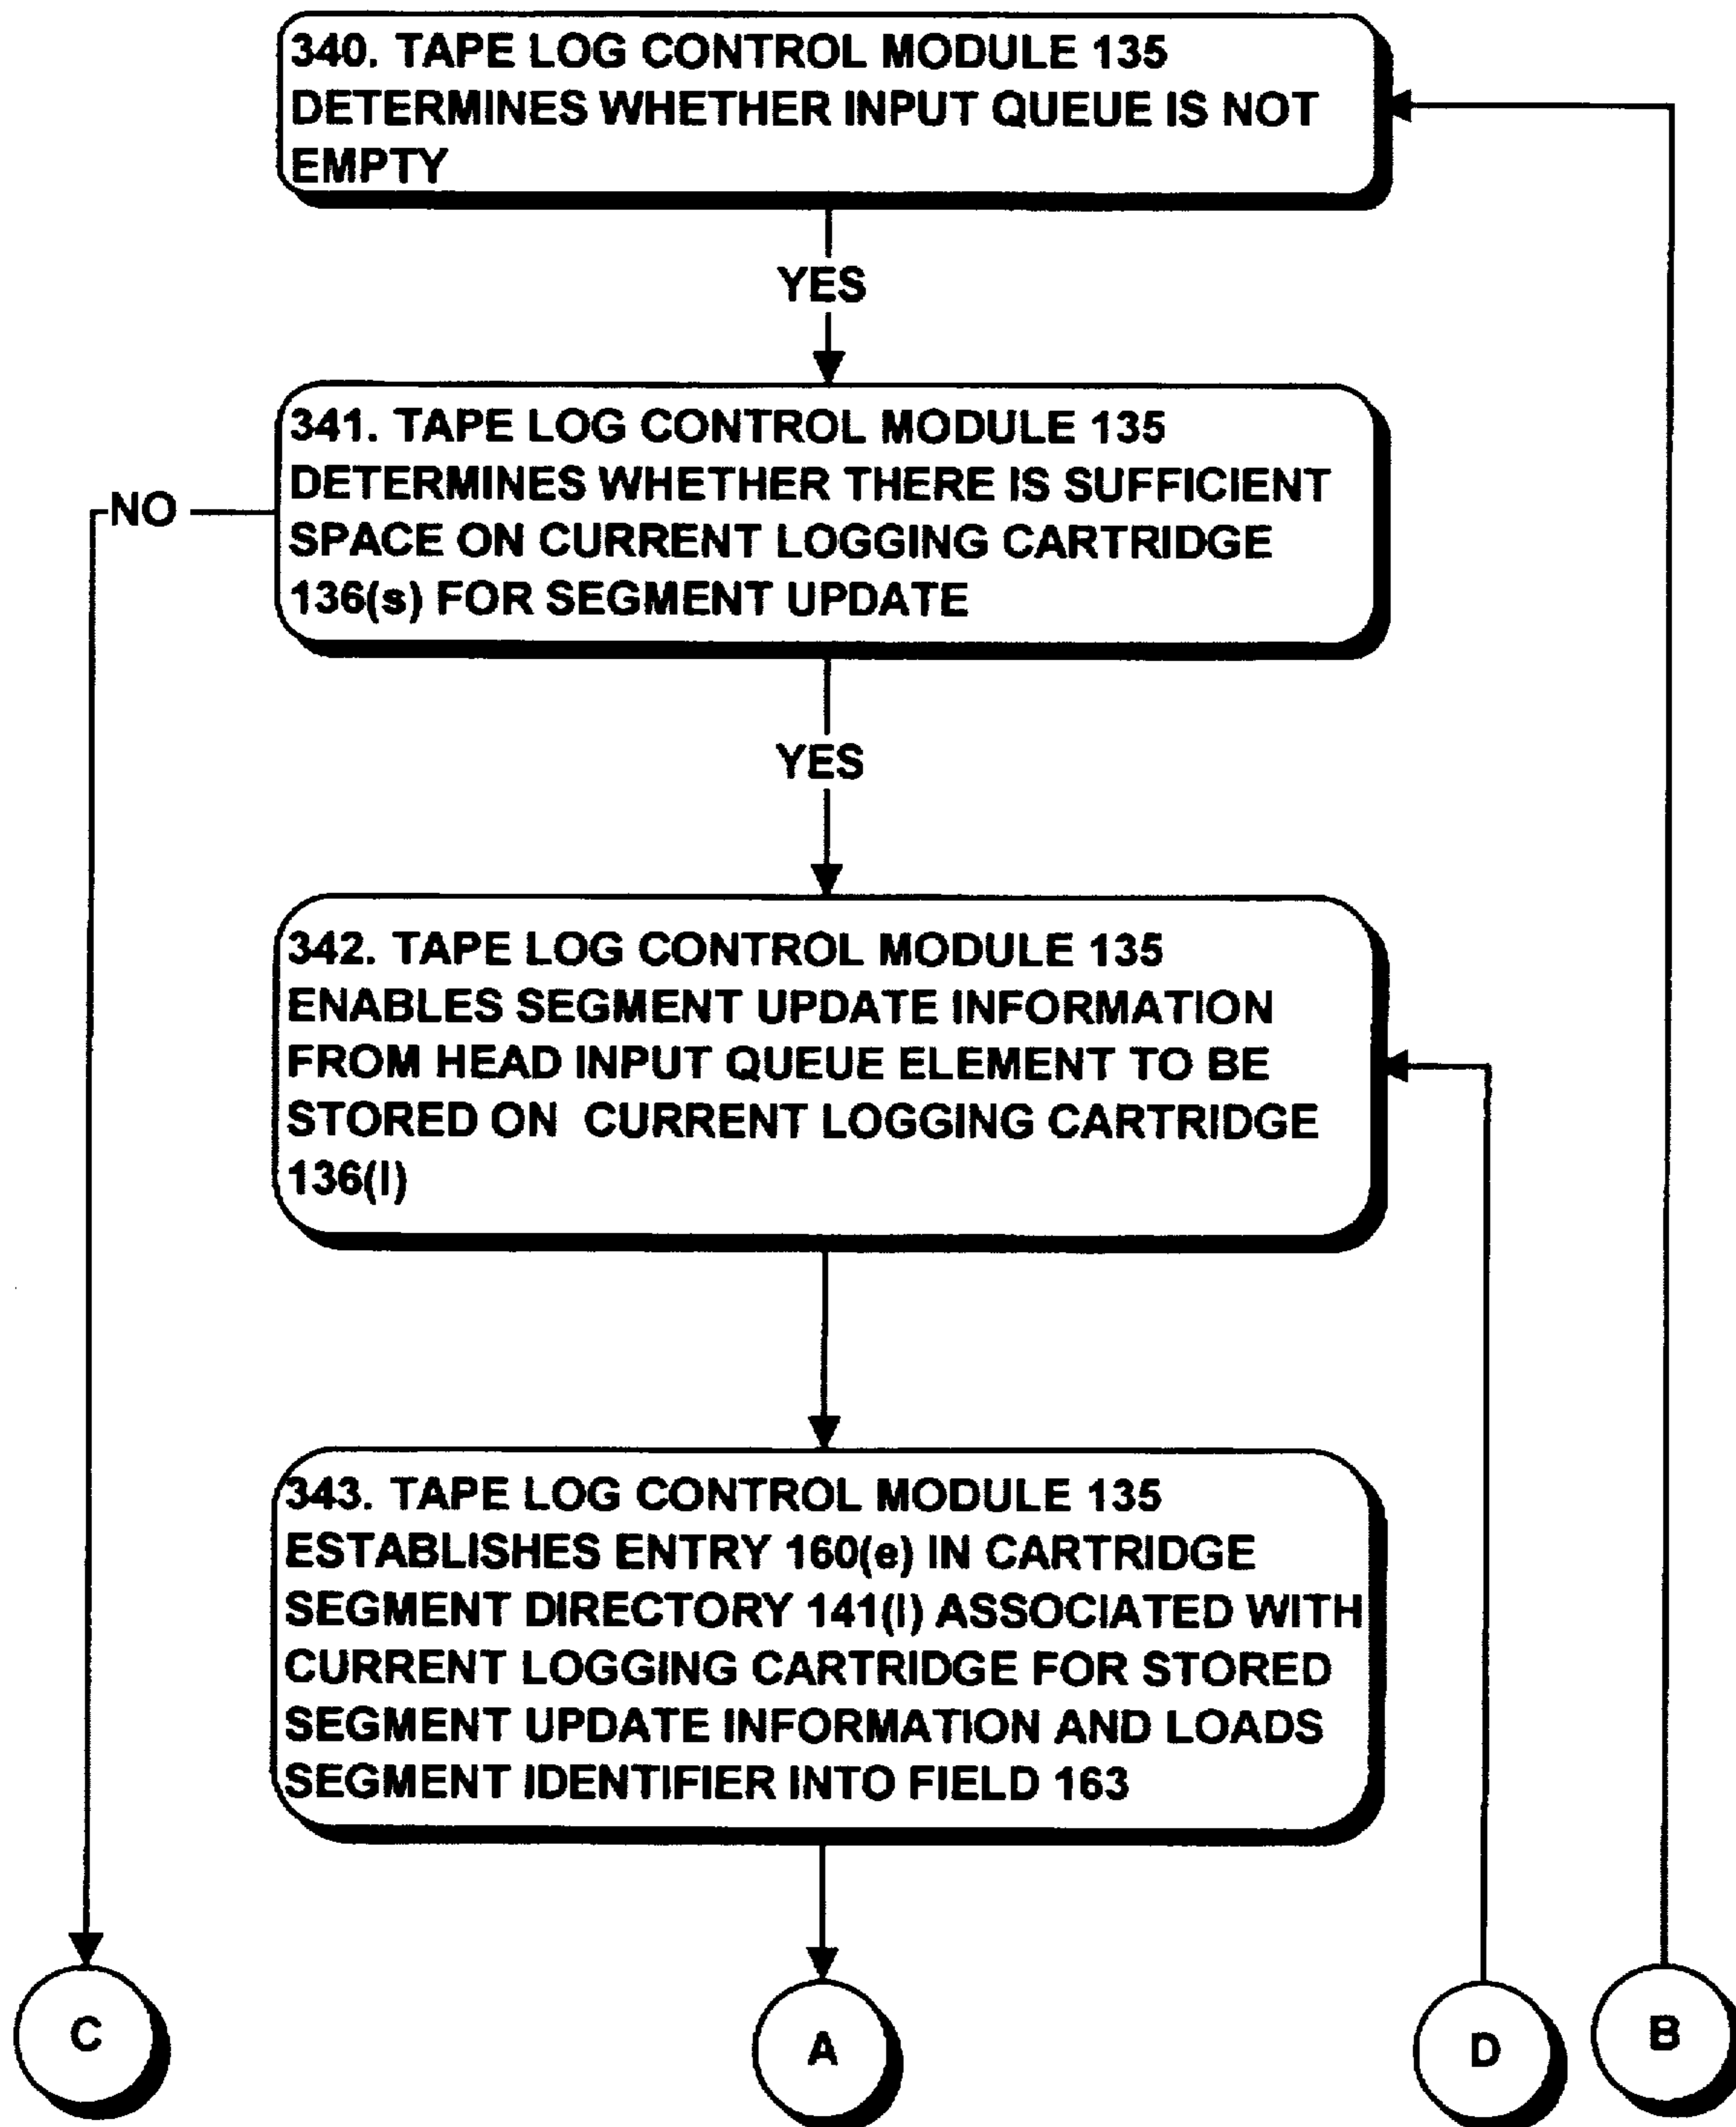 340. TAPE LOG CONTROL MODULE 135
DETERMINES WHETHER INPUT QUEUE IS NOT
EMPTY
YES
341. TAPE LOG CONTROL MODULE 135
DETERMINES WHETHER THERE IS SUFFICIENT
SPACE ON CURRENT LOGGING CARTRIDGE
136(s) FOR SEGMENT UPDATE
NO
YES
342. TAPE LOG CONTROL MODULE 135
ENABLES SEGMENT UPDATE INFORMATION
FROM HEAD INPUT QUEUE ELEMENT TO BE
STORED ON CURRENT LOGGING CARTRIDGE
136(l)
343. TAPE LOG CONTROL MODULE 135
ESTABLISHES ENTRY 160(e) IN CARTRIDGE
SEGMENT DIRECTORY 141(l) ASSOCIATED WITH
CURRENT LOGGING CARTRIDGE FOR STORED
SEGMENT UPDATE INFORMATION AND LOADS
SEGMENT IDENTIFIER INTO FIELD 163
C
A
D
B